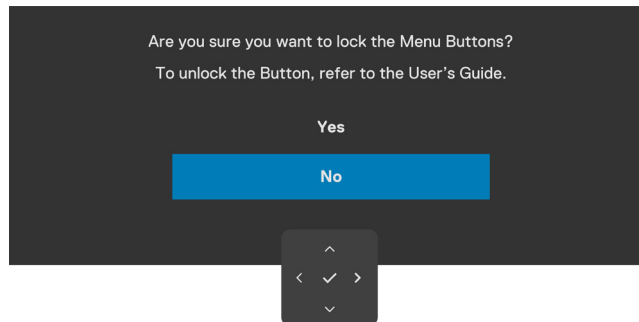 Are you sure you want to lock the Menu Buttons?
To unlock the Button, refer to the User’s Guide.
Yes
No